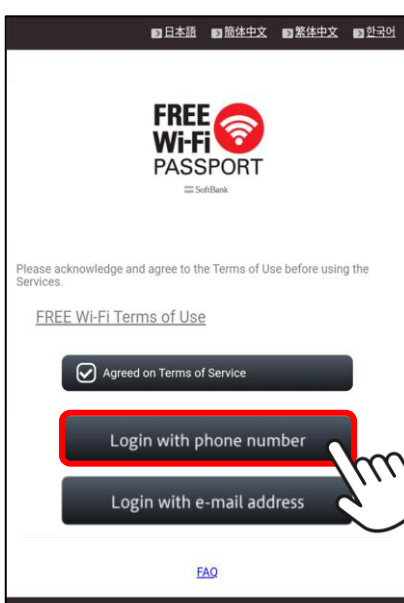 日本語 简体中文 繁体中文 한국어
FREE
Wi-Fi
PASSPORT
SoftBank
Please acknowledge and agree to the Terms of Use before using the
Services.
FREE Wi-Fi Terms of Use
Agreed on Terms of Service
Login with phone number
Login with e-mail address
FAQ